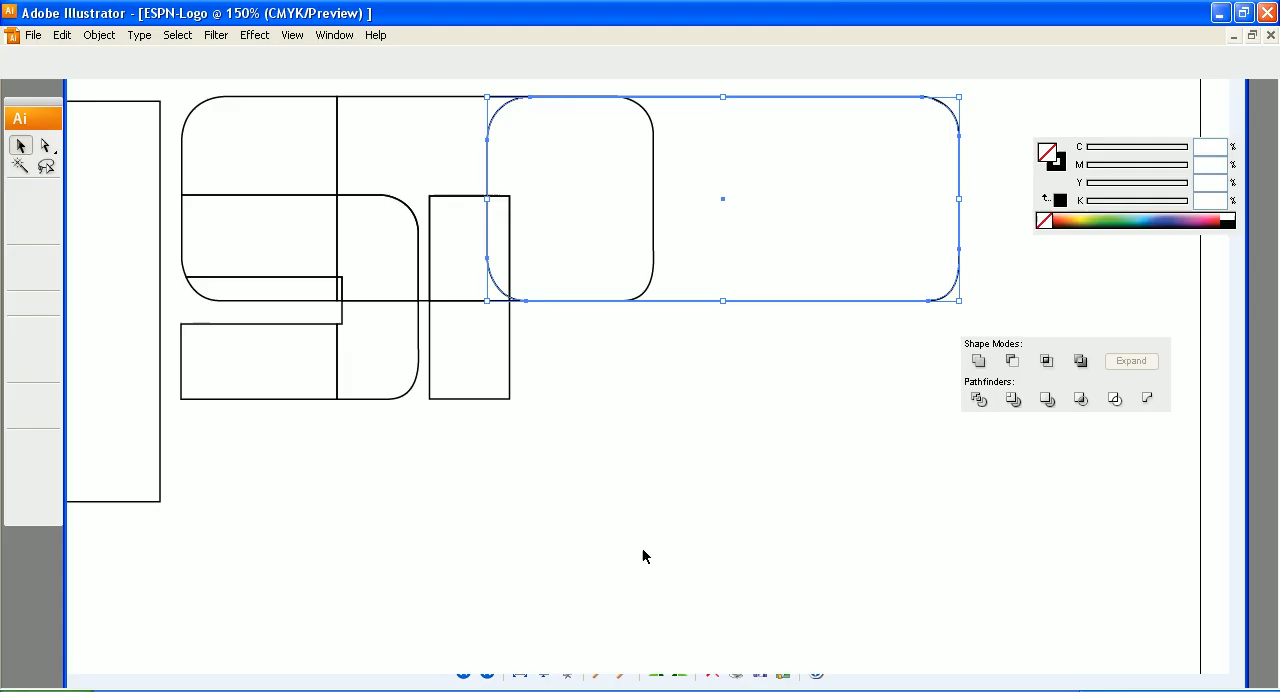 Adobe Illustrator - [ESPN-Logo @ 150% (CMYK/Preview) ]
File Edit Object Type Select Filter Effect View Window Help
Ai
C %
M %
Y %
K %
Shape Modes:
Expand
Pathfinders: